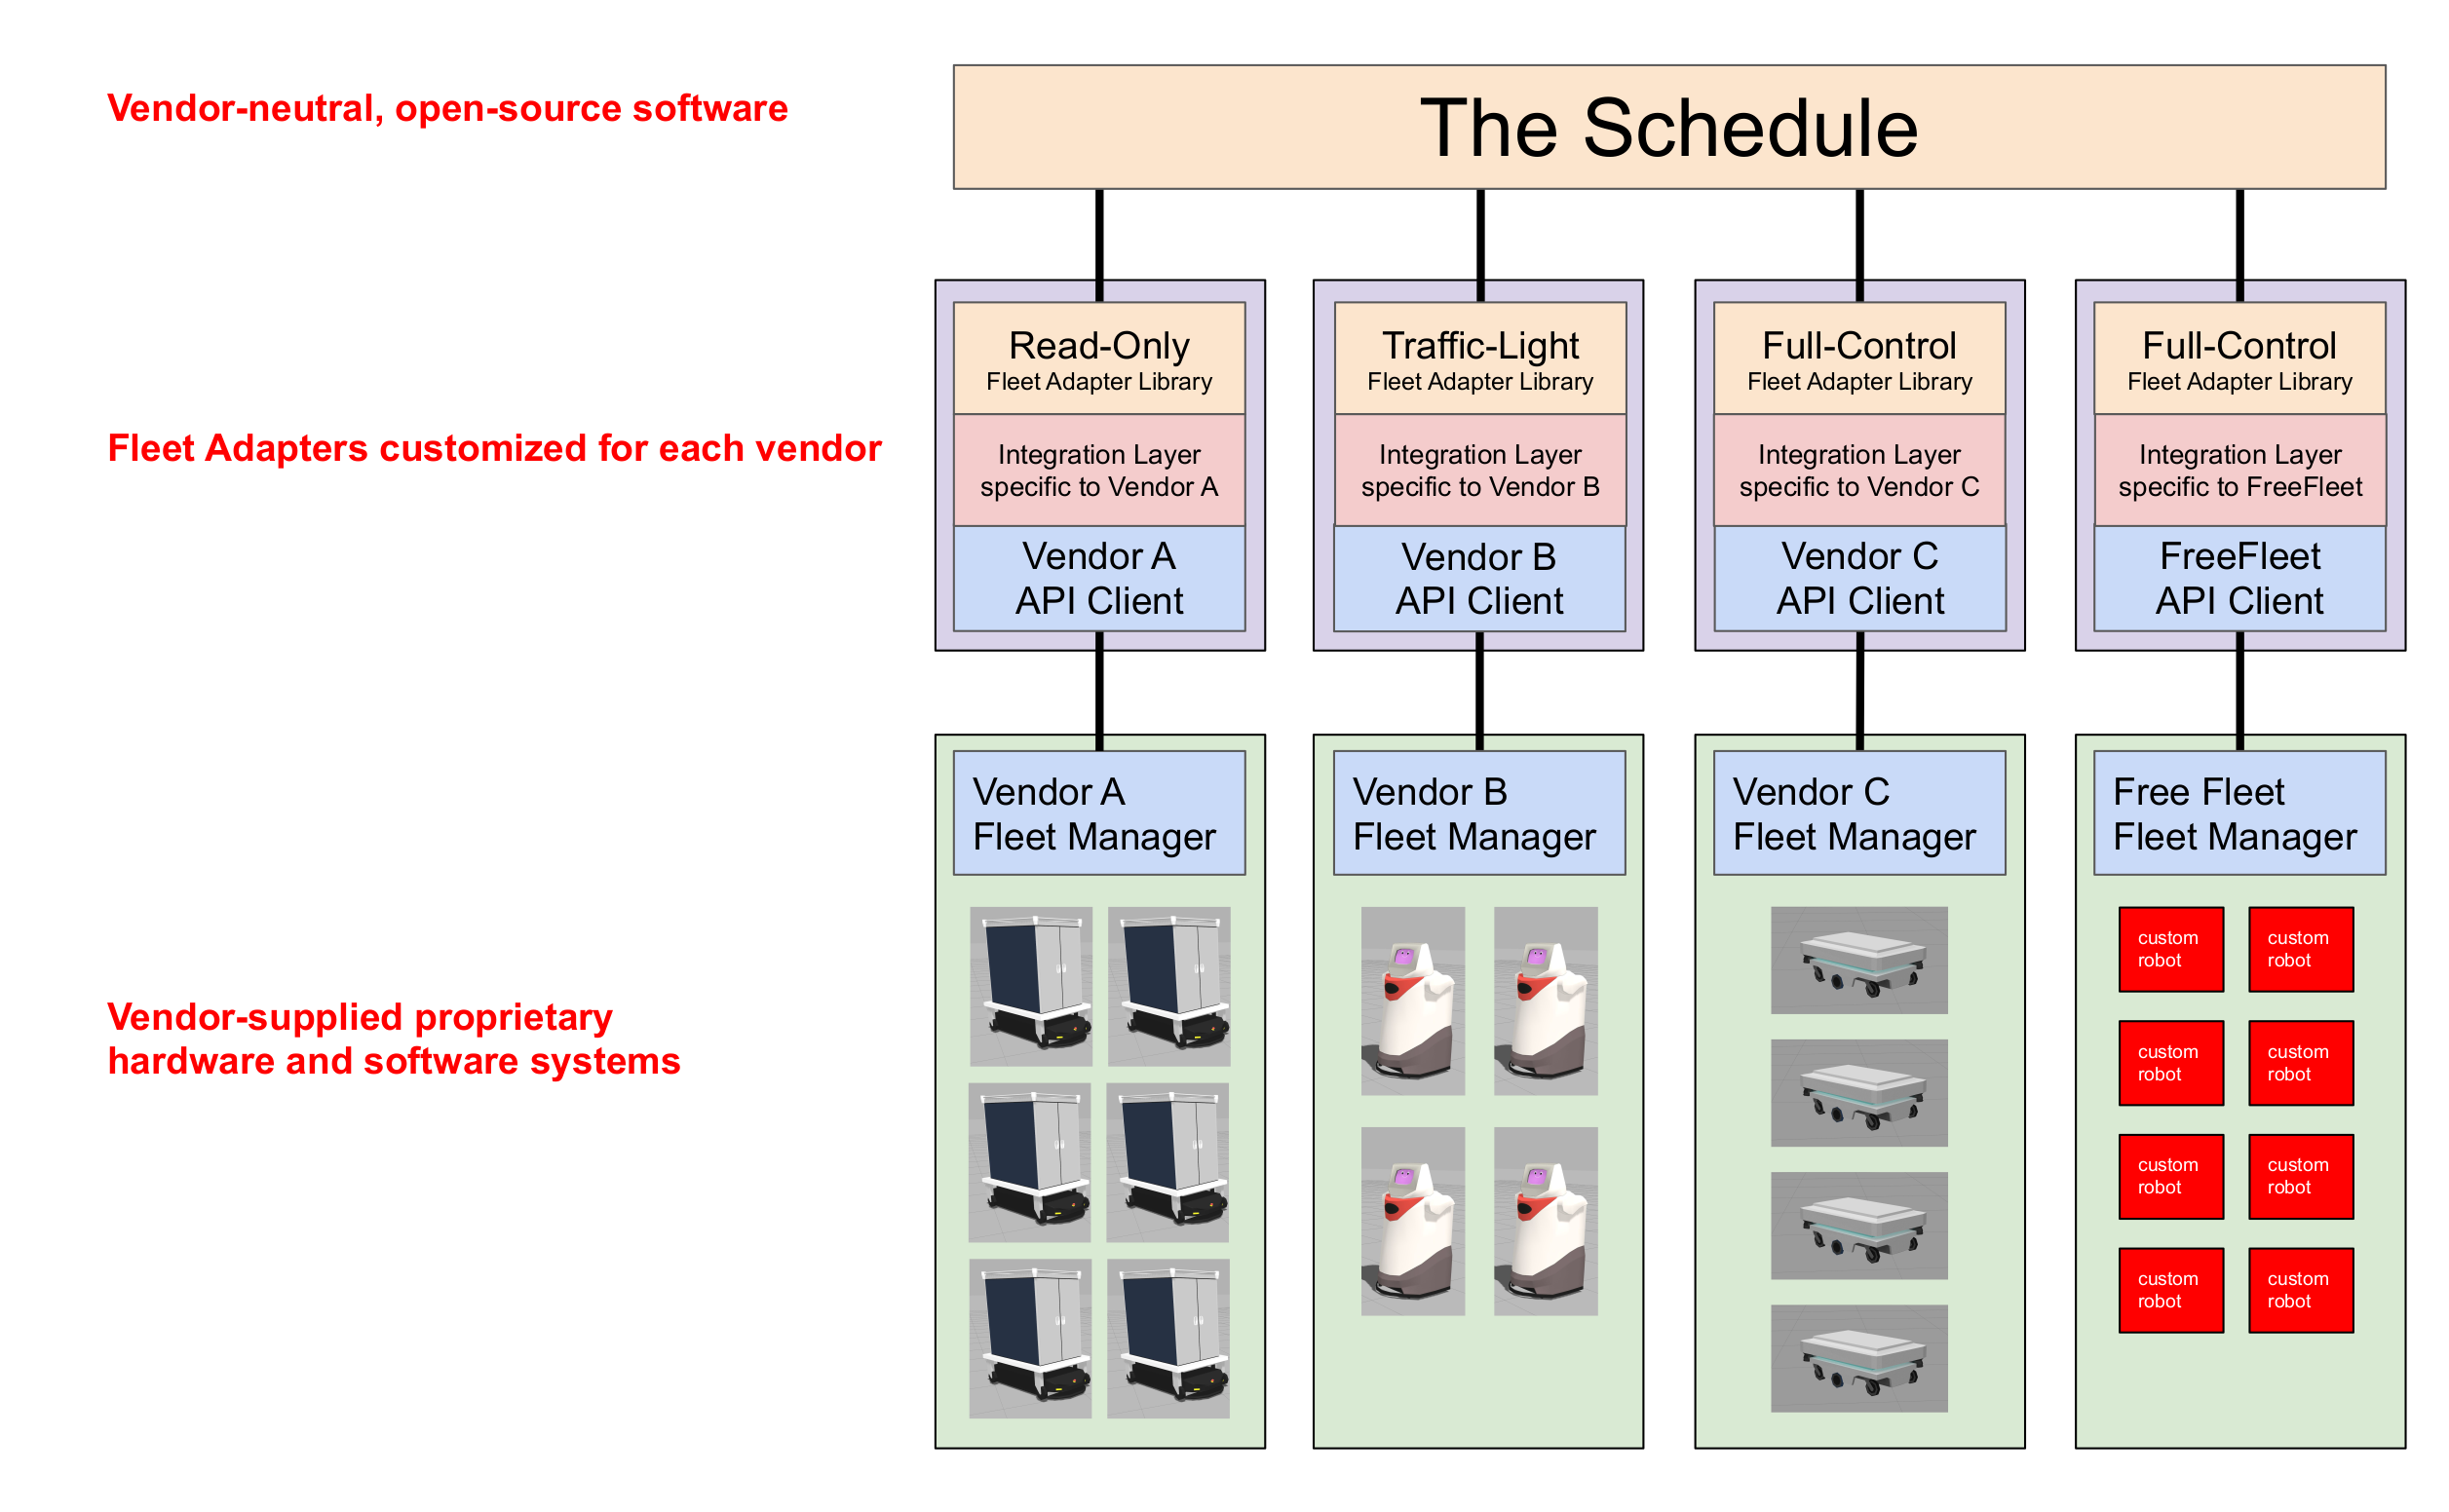 Vendor-neutral, open-source software
The Schedule
Fleet Adapters customized for each vendor
Read-Only
Fleet Adapter Library
Integration Layer
specific to Vendor A
Vendor A
API Client
Traffic-Light
Fleet Adapter Library
Integration Layer
specific to Vendor B
Vendor B
API Client
Full-Control
Fleet Adapter Library
Integration Layer
specific to Vendor C
Vendor C
API Client
Full-Control
Fleet Adapter Library
Integration Layer
specific to FreeFleet
FreeFleet
API Client
Vendor-supplied proprietary
hardware and software systems
Vendor A
Fleet Manager
Vendor B
Fleet Manager
Vendor C
Fleet Manager
Free Fleet
Fleet Manager
custom
robot
custom
robot
custom
robot
custom
robot
custom
robot
custom
robot
custom
robot
custom
robot